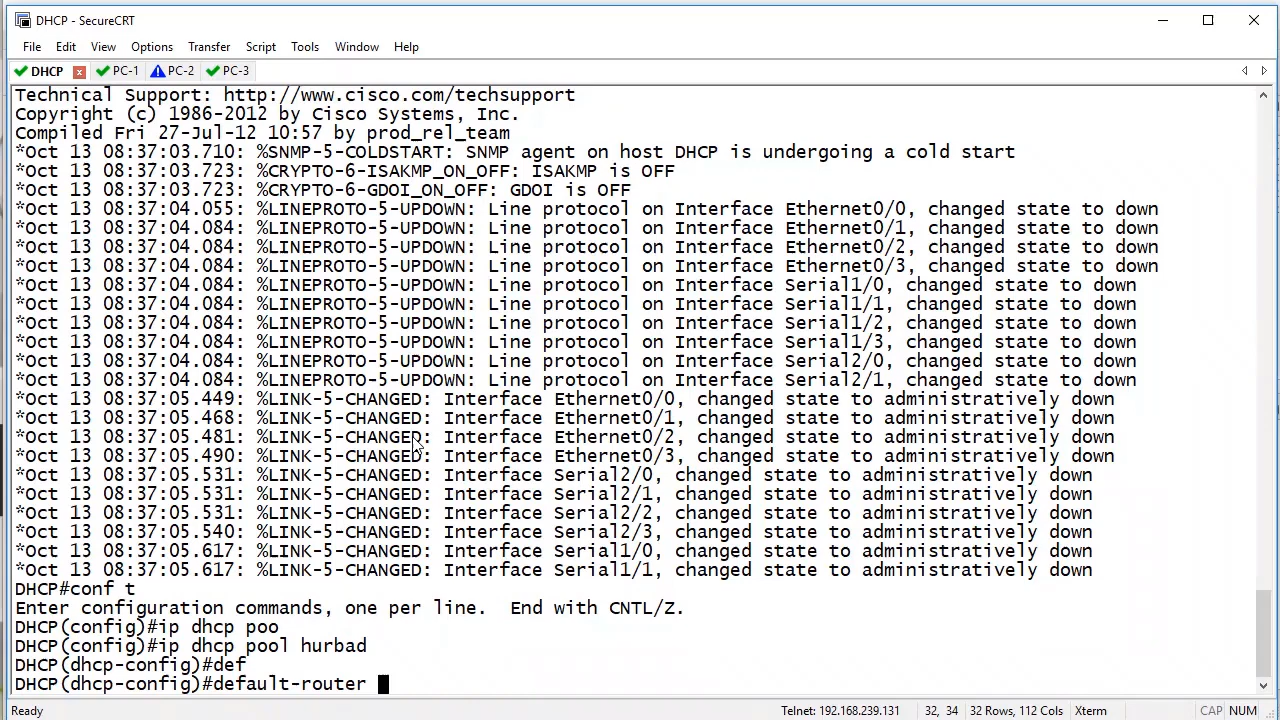 DHCP - SecureCRT
File Edit View Options Transfer Script Tools Window Help
DHCP x PC-1 PC-2 PC-3
Technical Support: http://www.cisco.com/techsupport
Copyright (c) 1986-2012 by Cisco Systems, Inc.
Compiled Fri 27-Jul-12 10:57 by prod_rel_team
*Oct 13 08:37:03.710: %SNMP-5-COLDSTART: SNMP agent on host DHCP is undergoing a cold start
*Oct 13 08:37:03.723: %CRYPTO-6-ISAKMP_ON_OFF: ISAKMP is OFF
*Oct 13 08:37:03.723: %CRYPTO-6-GDOI_ON_OFF: GDOI is OFF
*Oct 13 08:37:04.055: %LINEPROTO-5-UPDOWN: Line protocol on Interface Ethernet0/0, changed state to down
*Oct 13 08:37:04.084: %LINEPROTO-5-UPDOWN: Line protocol on Interface Ethernet0/1, changed state to down
*Oct 13 08:37:04.084: %LINEPROTO-5-UPDOWN: Line protocol on Interface Ethernet0/2, changed state to down
*Oct 13 08:37:04.084: %LINEPROTO-5-UPDOWN: Line protocol on Interface Ethernet0/3, changed state to down
*Oct 13 08:37:04.084: %LINEPROTO-5-UPDOWN: Line protocol on Interface Serial1/0, changed state to down
*Oct 13 08:37:04.084: %LINEPROTO-5-UPDOWN: Line protocol on Interface Serial1/1, changed state to down
*Oct 13 08:37:04.084: %LINEPROTO-5-UPDOWN: Line protocol on Interface Serial1/2, changed state to down
*Oct 13 08:37:04.084: %LINEPROTO-5-UPDOWN: Line protocol on Interface Serial1/3, changed state to down
*Oct 13 08:37:04.084: %LINEPROTO-5-UPDOWN: Line protocol on Interface Serial2/0, changed state to down
*Oct 13 08:37:04.084: %LINEPROTO-5-UPDOWN: Line protocol on Interface Serial2/1, changed state to down
*Oct 13 08:37:05.449: %LINK-5-CHANGED: Interface Ethernet0/0, changed state to administratively down
*Oct 13 08:37:05.468: %LINK-5-CHANGED: Interface Ethernet0/1, changed state to administratively down
*Oct 13 08:37:05.481: %LINK-5-CHANGED: Interface Ethernet0/2, changed state to administratively down
*Oct 13 08:37:05.490: %LINK-5-CHANGED: Interface Ethernet0/3, changed state to administratively down
*Oct 13 08:37:05.531: %LINK-5-CHANGED: Interface Serial2/0, changed state to administratively down
*Oct 13 08:37:05.531: %LINK-5-CHANGED: Interface Serial2/1, changed state to administratively down
*Oct 13 08:37:05.531: %LINK-5-CHANGED: Interface Serial2/2, changed state to administratively down
*Oct 13 08:37:05.540: %LINK-5-CHANGED: Interface Serial2/3, changed state to administratively down
*Oct 13 08:37:05.617: %LINK-5-CHANGED: Interface Serial1/0, changed state to administratively down
*Oct 13 08:37:05.617: %LINK-5-CHANGED: Interface Serial1/1, changed state to administratively down
DHCP#conf t
Enter configuration commands, one per line.  End with CNTL/Z.
DHCP(config)#ip dhcp poo
DHCP(config)#ip dhcp pool hurbad
DHCP(dhcp-config)#def
DHCP(dhcp-config)#default-router
Ready Telnet: 192.168.239.131 32, 34 32 Rows, 112 Cols Xterm CAP NUM